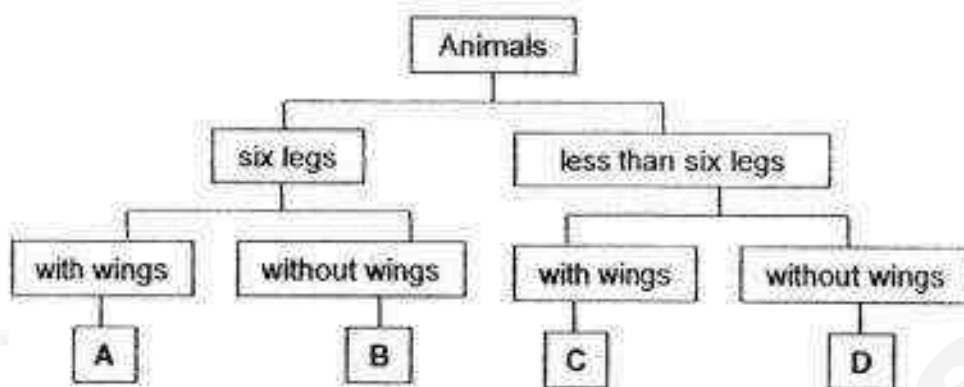 Animals
six legs
less than six legs
with wings
without wings
with wings
without wings
A
B
C
D